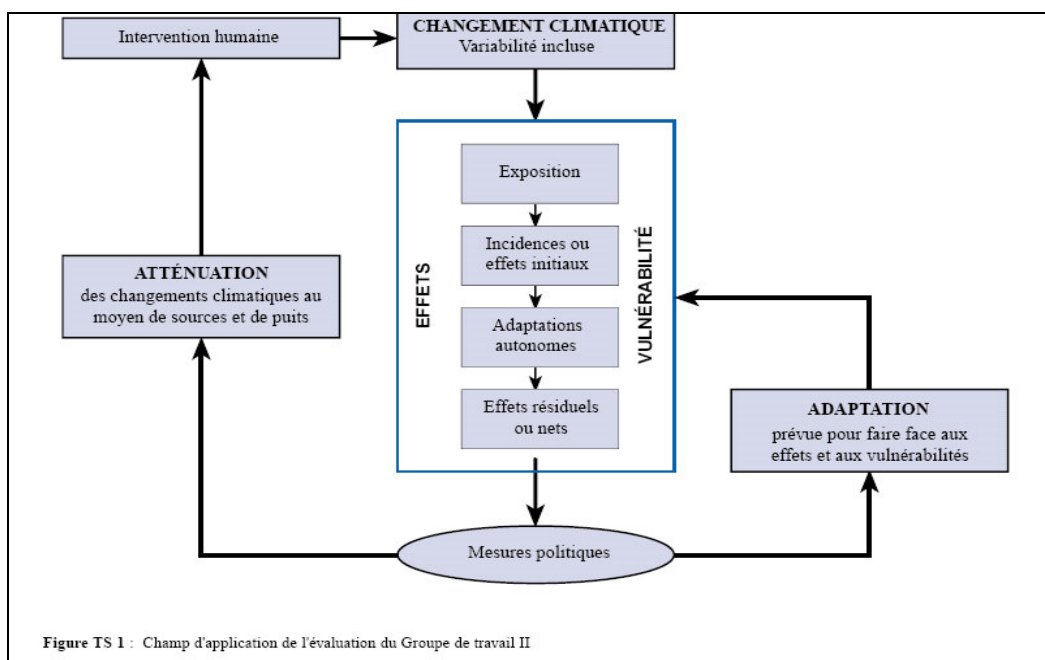 Intervention humaine
CHANGEMENT CLIMATIQUE
Variabilité incluse
Exposition
Incidences ou
effets initiaux
Adaptations
autonomes
Effets résiduels
ou nets
EFFETS
VULNÉRABILITÉ
ATTÉNUATION
des changements climatiques au
moyen de sources et de puits
ADAPTATION
prévue pour faire face aux
effets et aux vulnérabilités
Mesures politiques
Figure TS 1 : Champ d'application de l'évaluation du Groupe de travail II